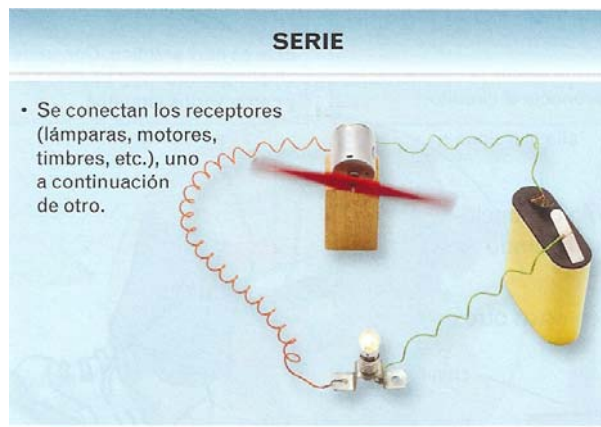 SERIE
• Se conectan los receptores
(lámparas, motores,
timbres, etc.), uno
a continuación
de otro.